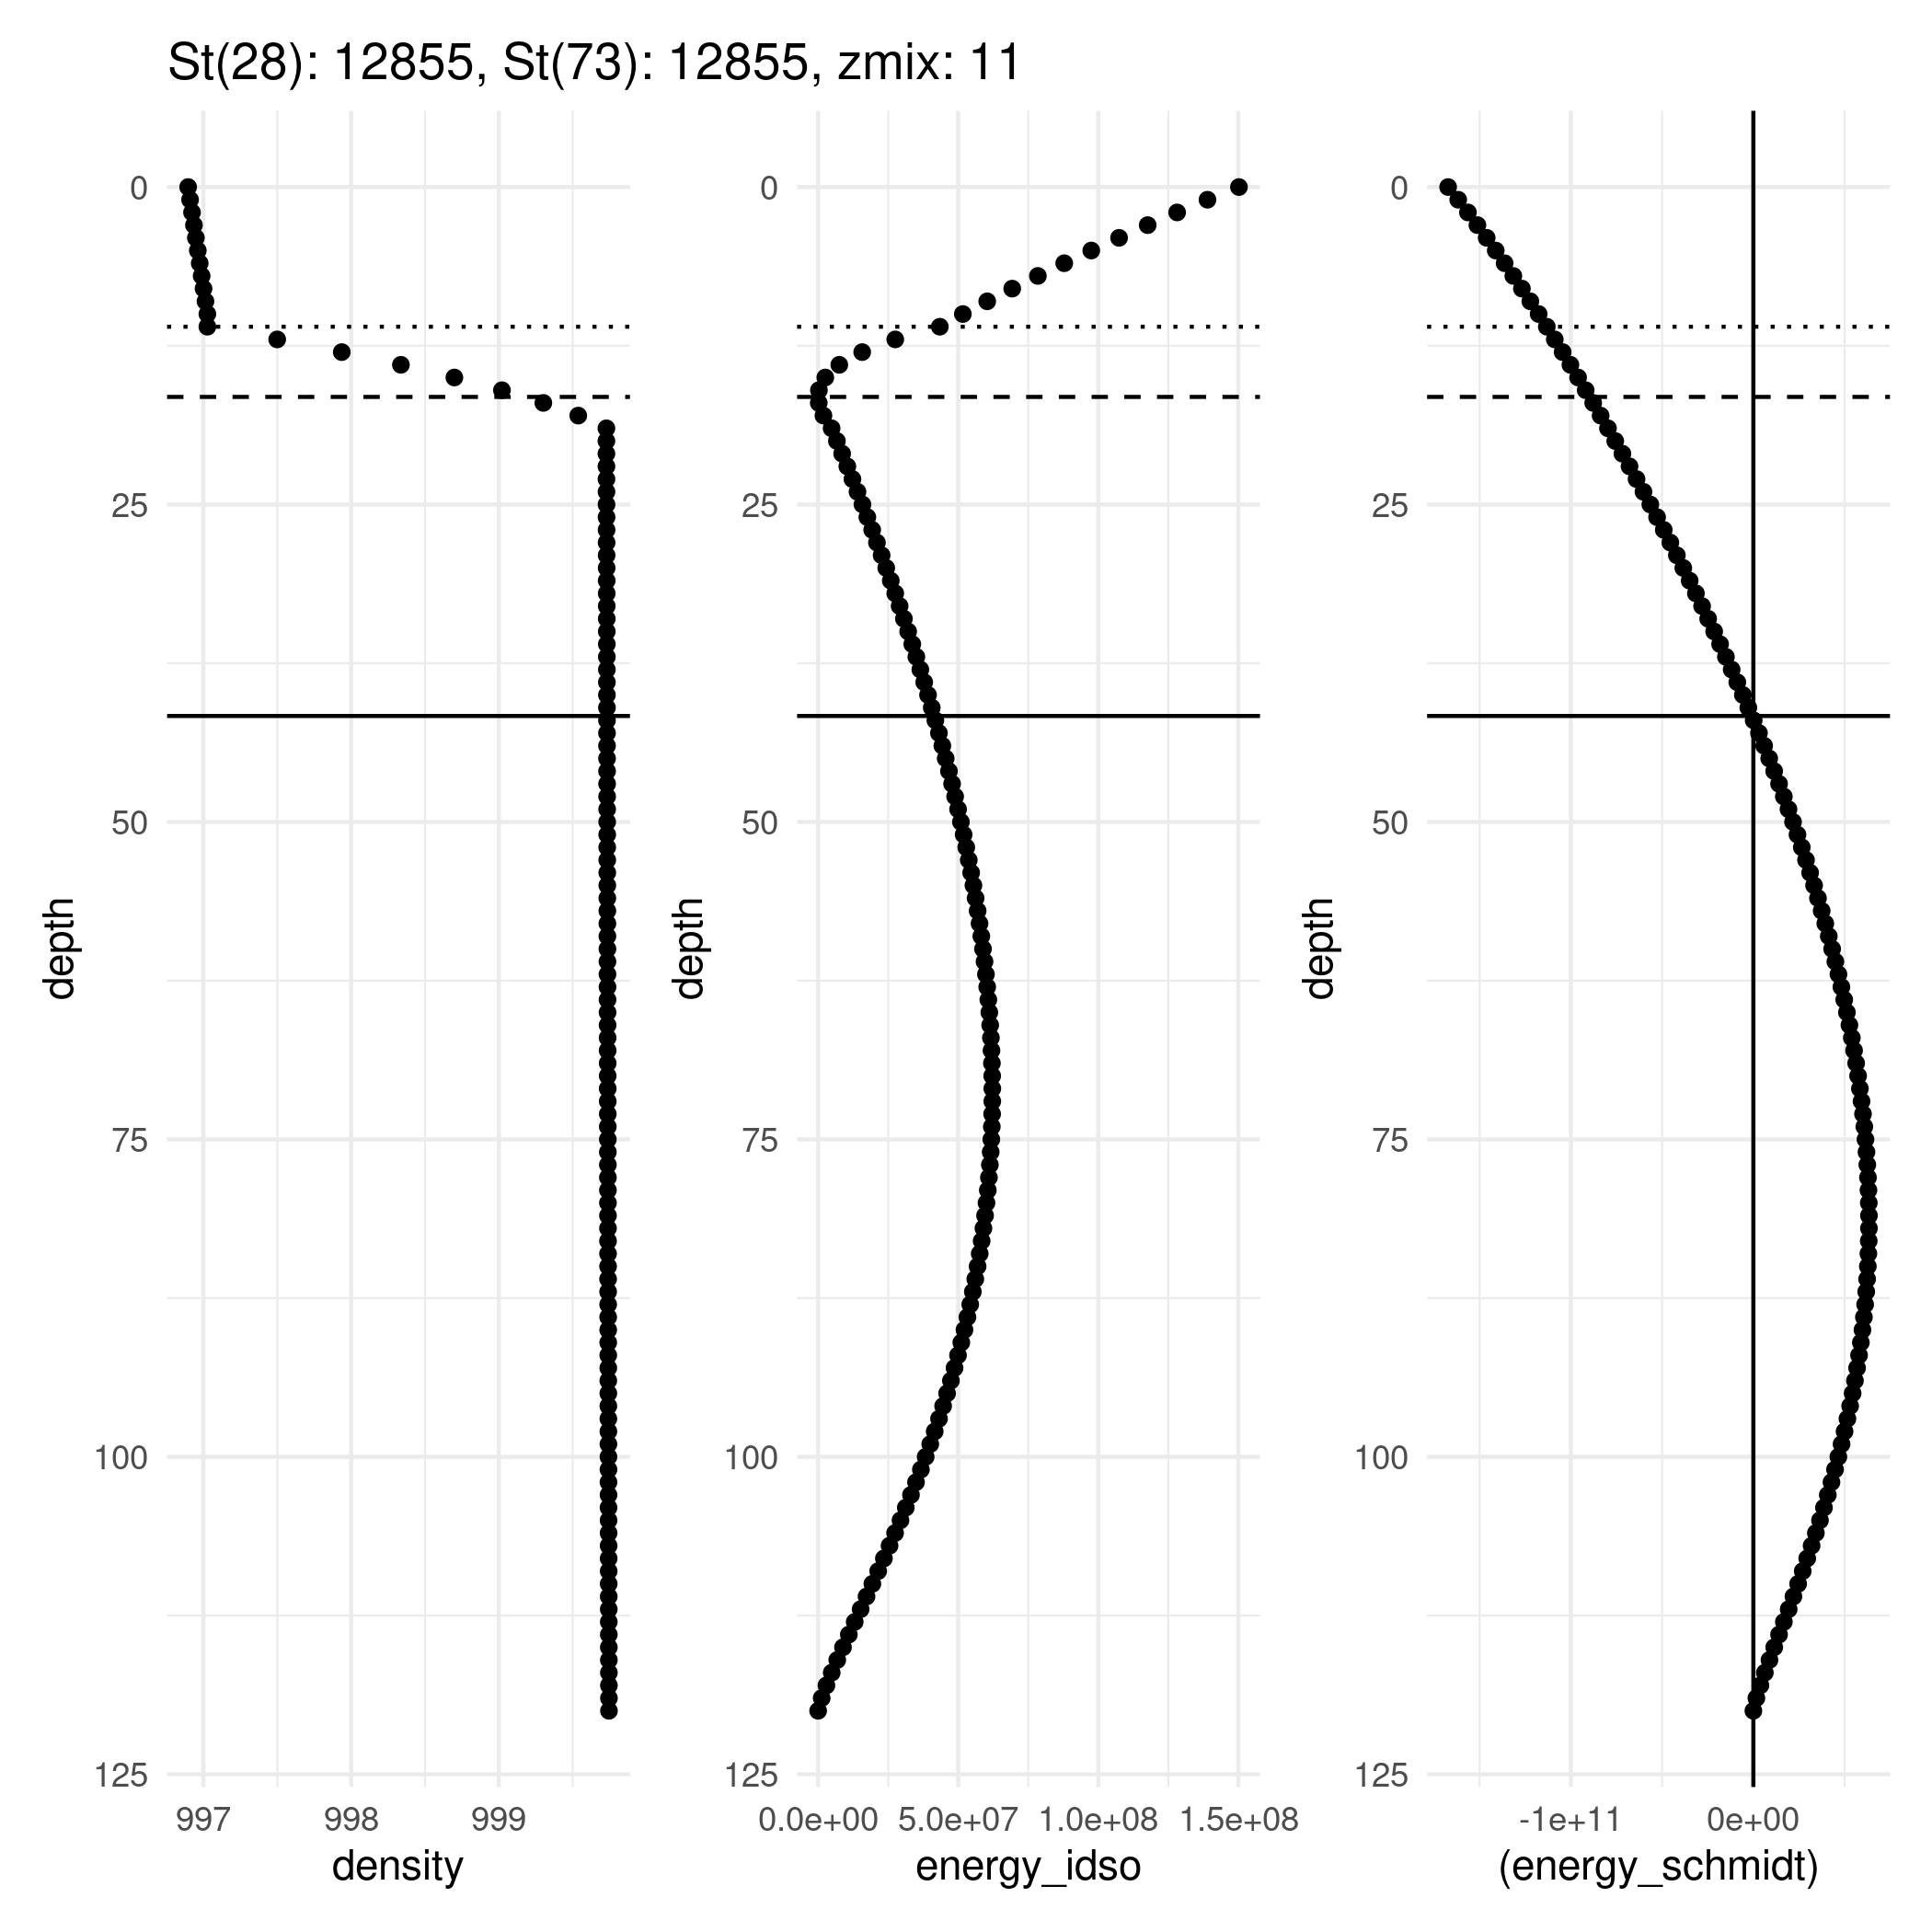 St(28): 12855, St(73): 12855, zmix: 11
0
25
50
75
100
125
depth
997 998 999
density
0
25
50
75
100
125
depth
0.0e+00 5.0e+07 1.0e+08 1.5e+08
energy_idso
0
25
50
75
100
125
depth
-1e+11 0e+00
(energy_schmidt)